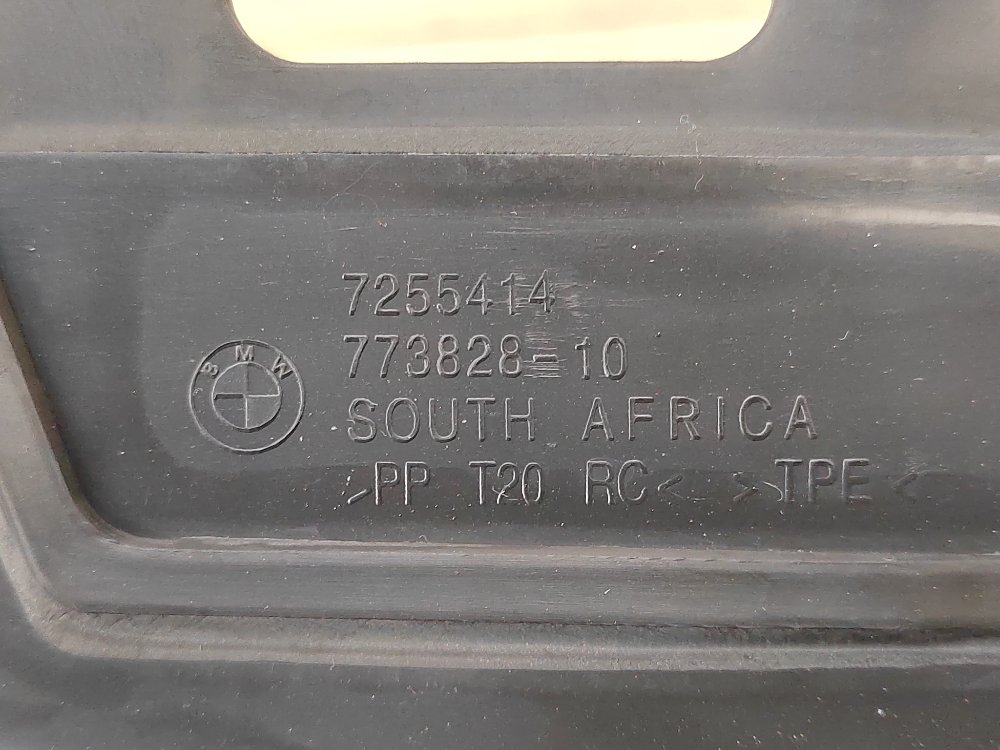 7255414
773828-10
BMW
SOUTH AFRICA
>PP T20 RC< >TPE<